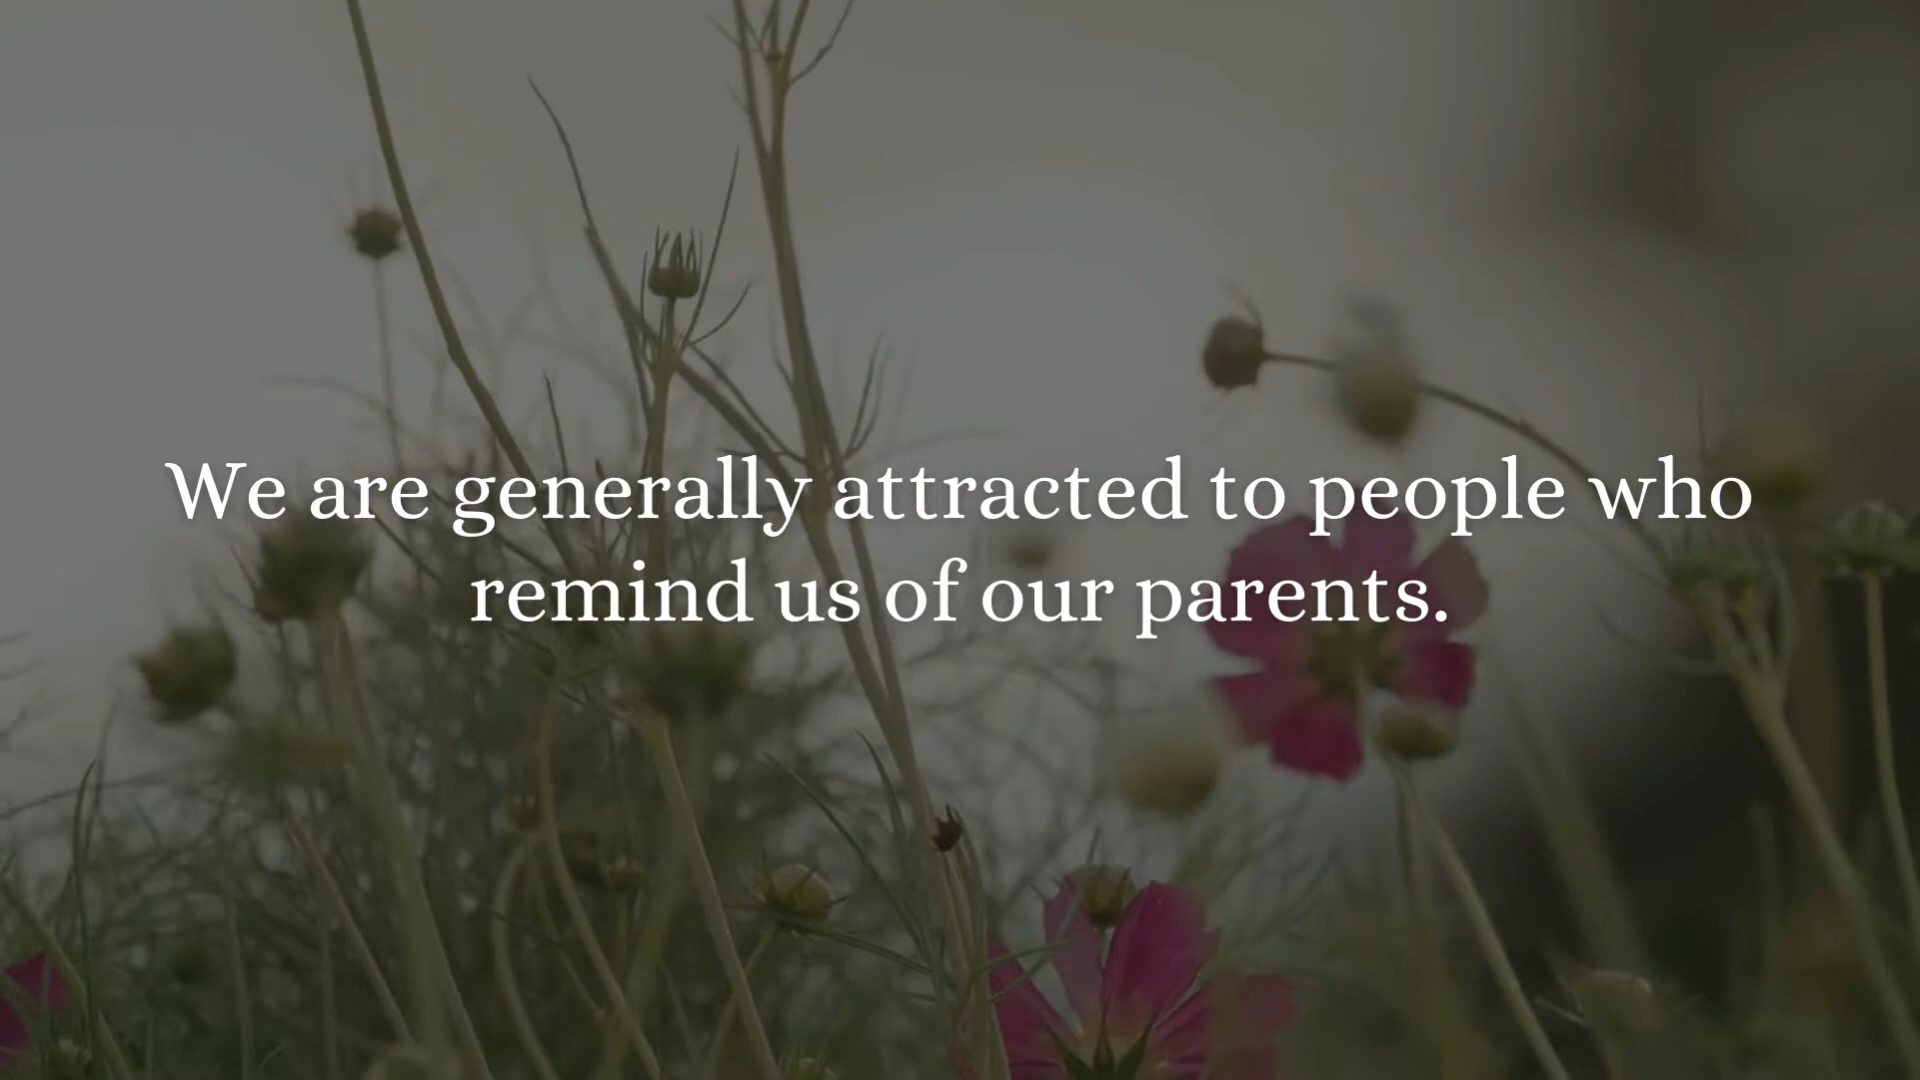 We are generally attracted to people who
remind us of our parents.